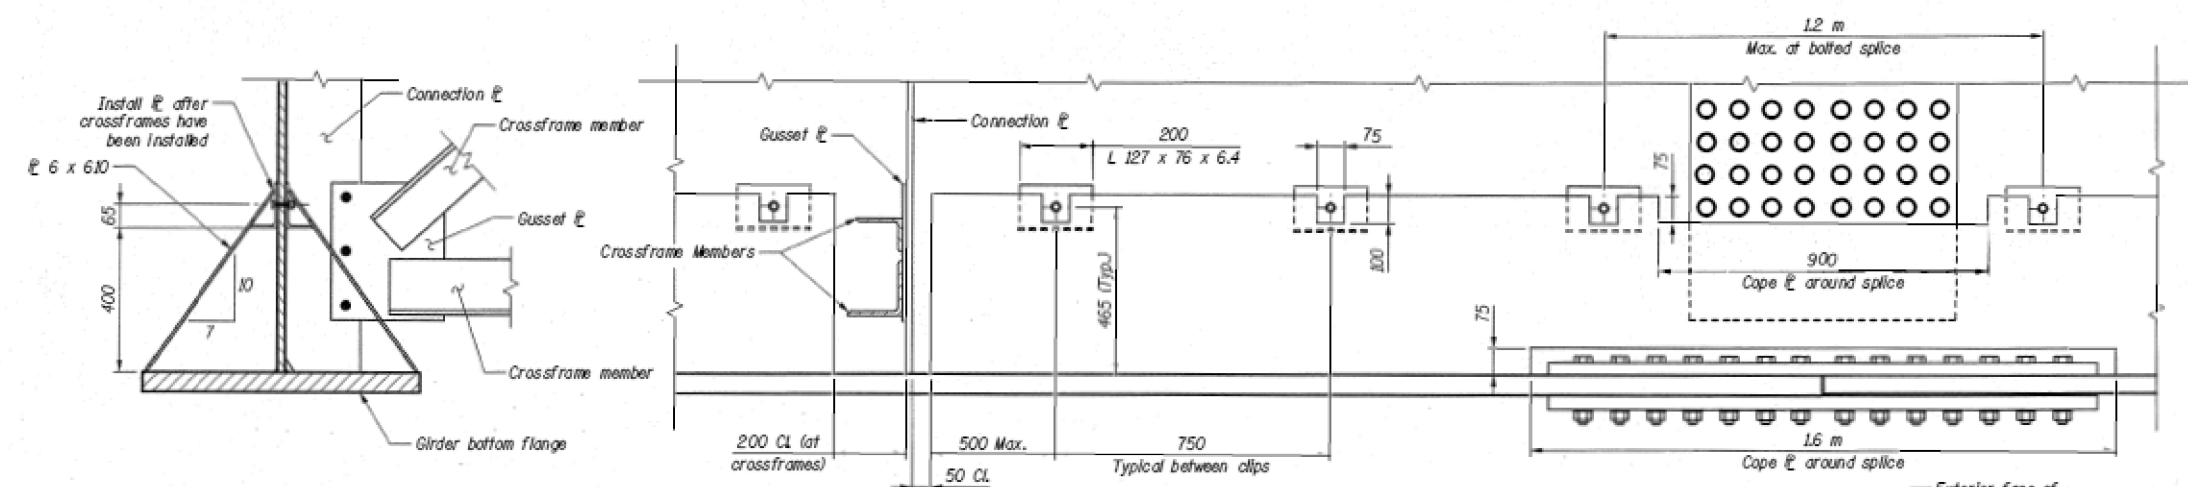 Install ℄ after
crossframes have
been installed
℄ 6 x 610
65
400
10
7
Connection ℄
Crossframe member
Gusset ℄
Crossframe member
Girder bottom flange
Gusset ℄
Connection ℄
Crossframe Members
200
L 127 x 76 x 6.4
75
100
465 (Typ.)
1.2 m
Max. at bolted splice
75
900
Cope ℄ around splice
75
200 Cl. (at
crossframes)
500 Max.
50 Cl.
750
Typical between clips
1.6 m
Cope ℄ around splice